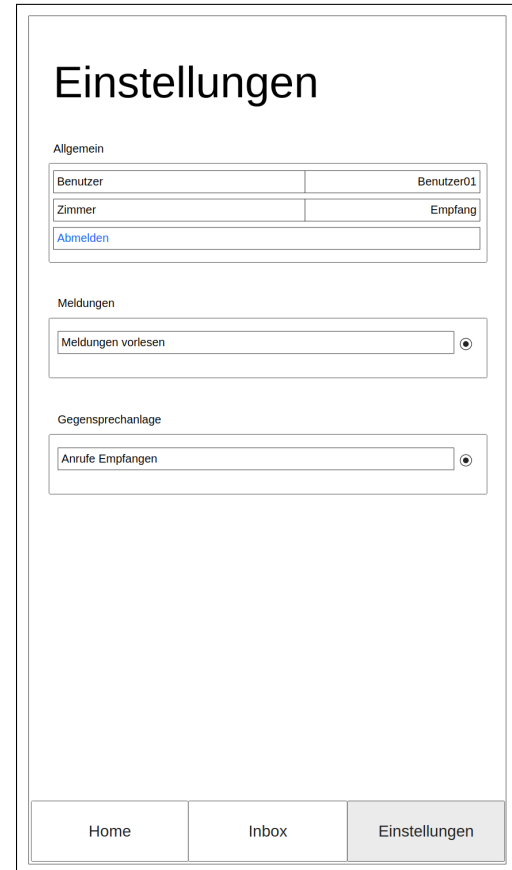 Einstellungen
Allgemein
Benutzer Benutzer01
Zimmer Empfang
Abmelden
Meldungen
Meldungen vorlesen
Gegensprechanlage
Anrufe Empfangen
Home Inbox Einstellungen